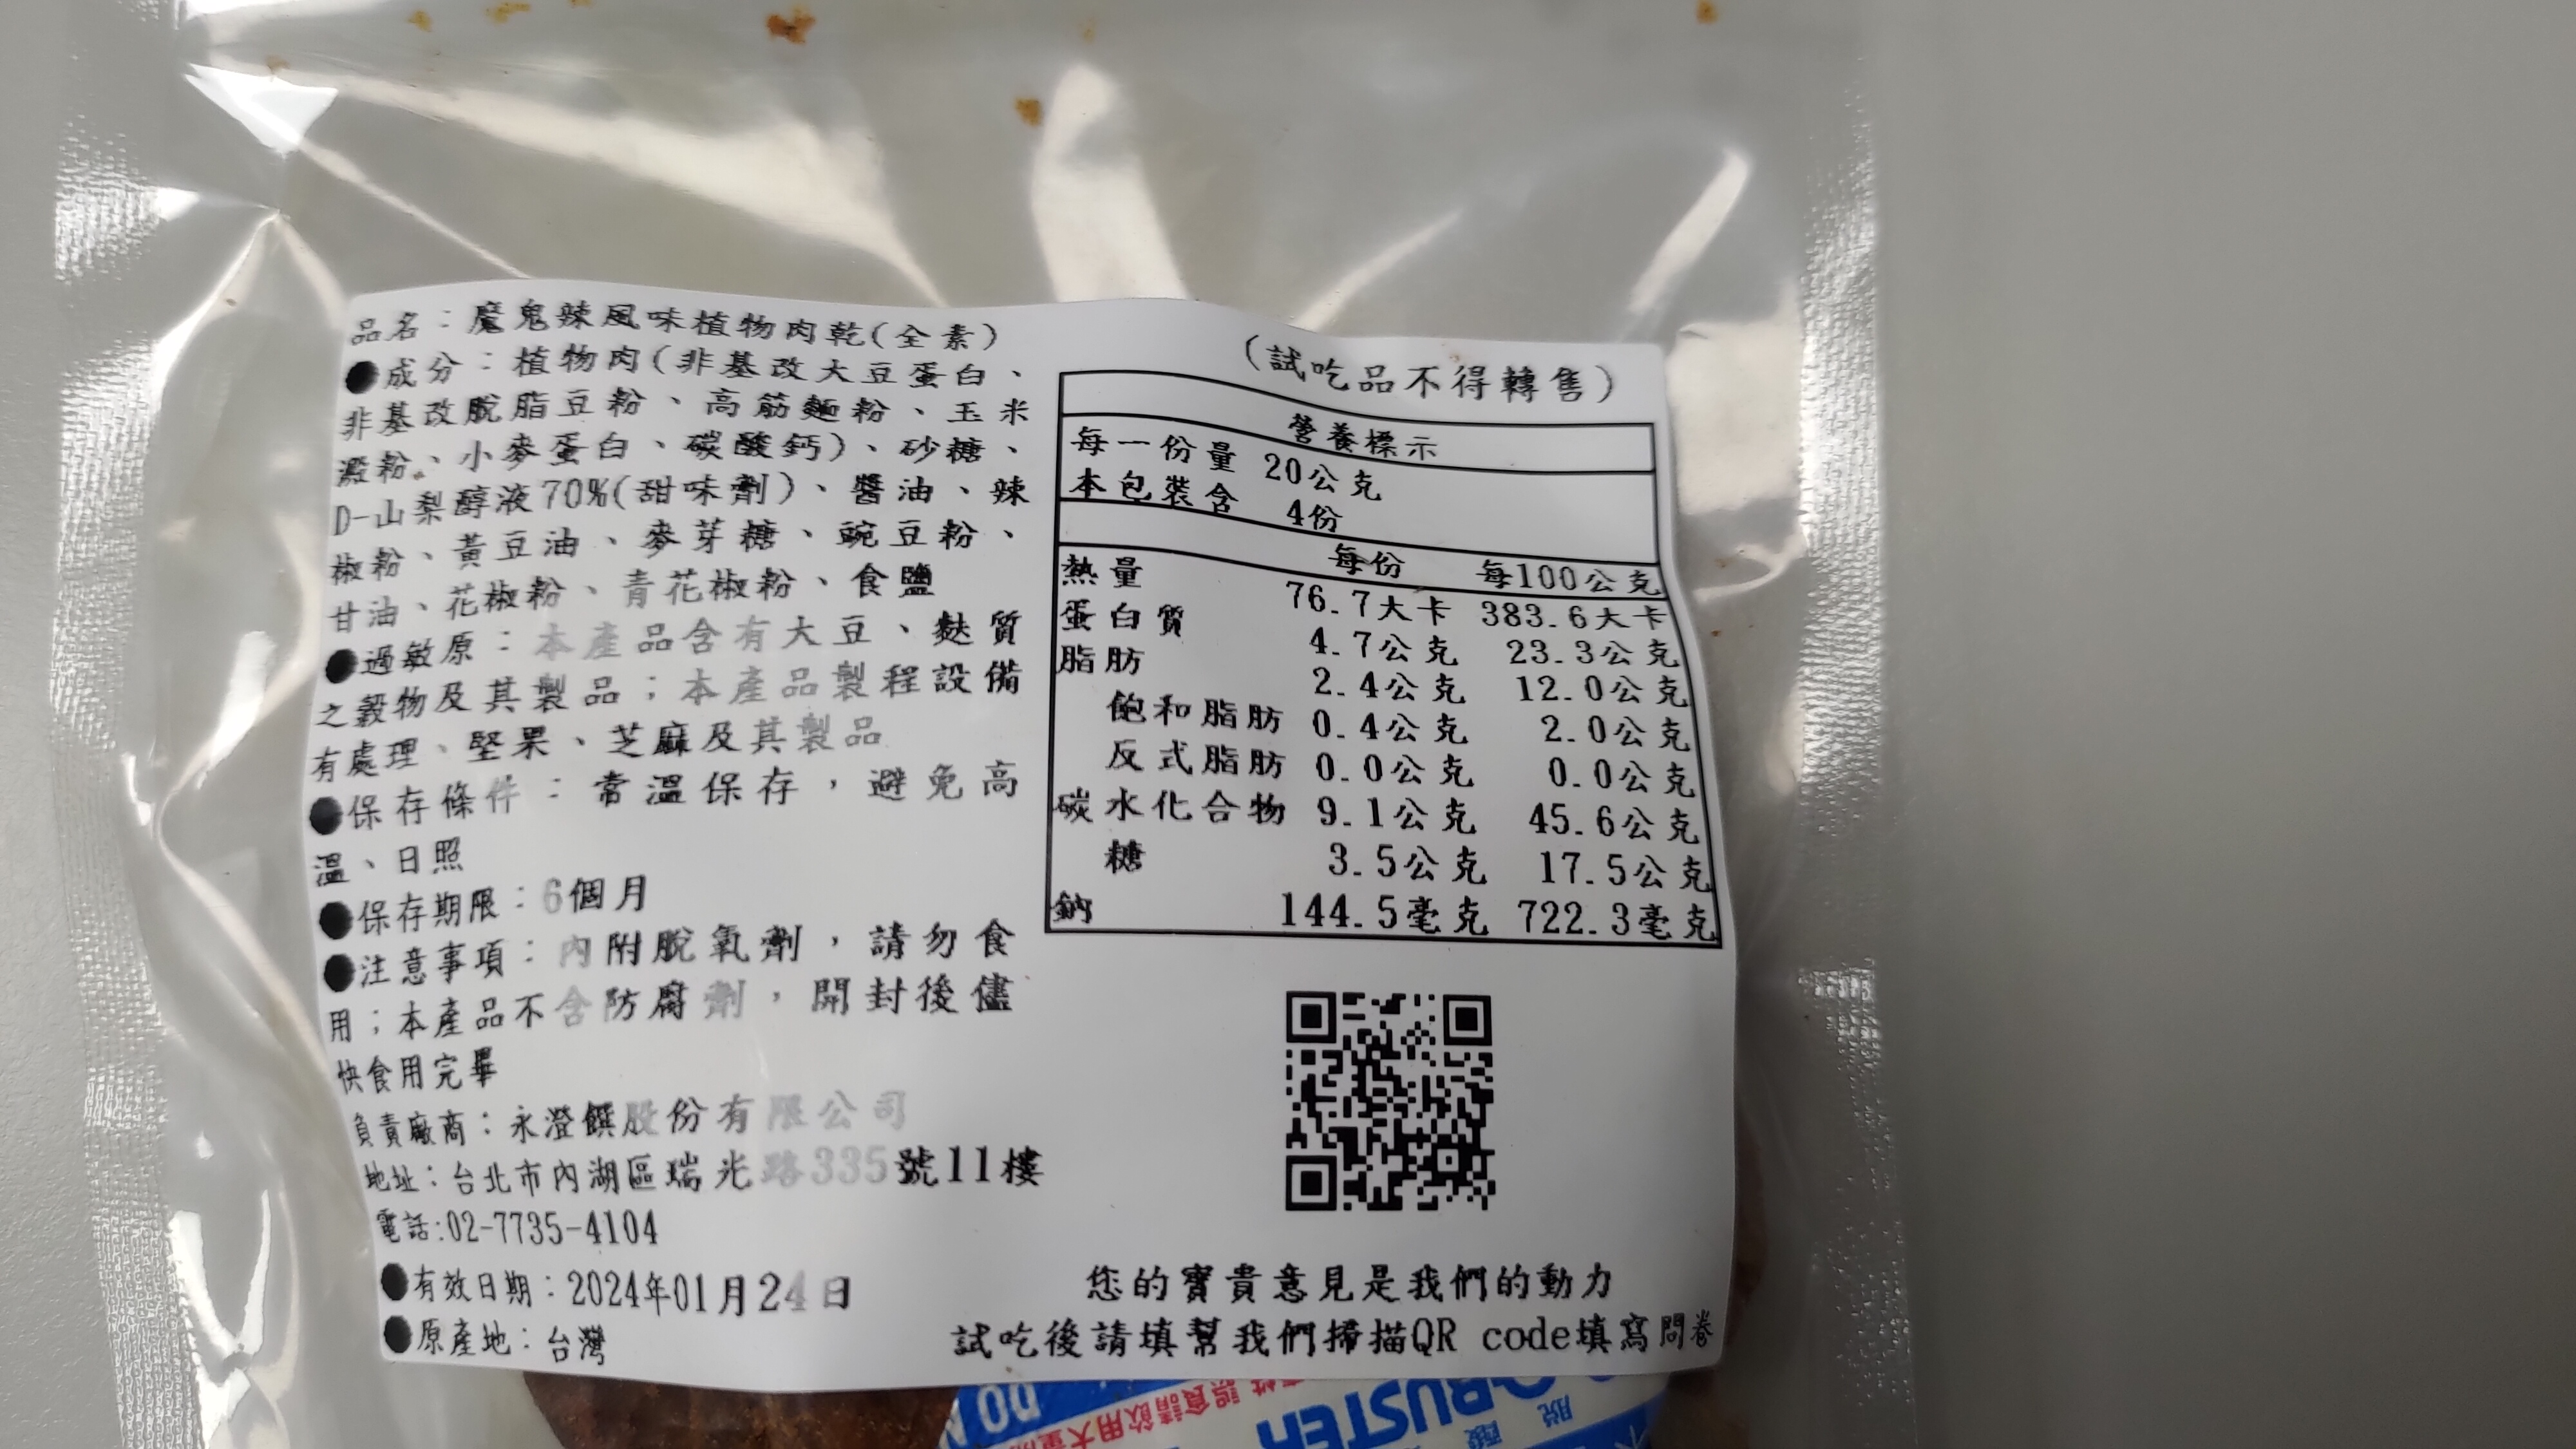 品名：魔鬼辣風味植物肉乾(全素)
●成分：植物肉(非基改大豆蛋白、
非基改脫脂豆粉、高筋麵粉、玉米
澱粉、小麥蛋白、碳酸鈣)、砂糖、
D-山梨醇液70%(甜味劑)、醬油、辣
椒粉、黃豆油、麥芽糖、豌豆粉、
甘油、花椒粉、青花椒粉、食鹽
●過敏原：本產品含有大豆、麩質
之穀物及其製品；本產品製程設備
有處理、堅果、芝麻及其製品
●保存條件：常溫保存，避免高
溫、日照
●保存期限：6個月
●注意事項：內附脫氧劑，請勿食
用；本產品不含防腐劑，開封後儘
快食用完畢
負責廠商：永澄饌股份有限公司
地址：台北市內湖區瑞光路335號11樓
電話:02-7735-4104
●有效日期：2024年01月24日
●原產地：台灣
(試吃品不得轉售)
營養標示
每一份量 20公克
本包裝含 4份
每份 每100公克
熱量 76.7大卡 383.6大卡
蛋白質 4.7公克 23.3公克
脂肪 2.4公克 12.0公克
飽和脂肪 0.4公克 2.0公克
反式脂肪 0.0公克 0.0公克
碳水化合物 9.1公克 45.6公克
糖 3.5公克 17.5公克
鈉 144.5毫克 722.3毫克
您的寶貴意見是我們的動力
試吃後請填幫我們掃描QR code填寫問卷